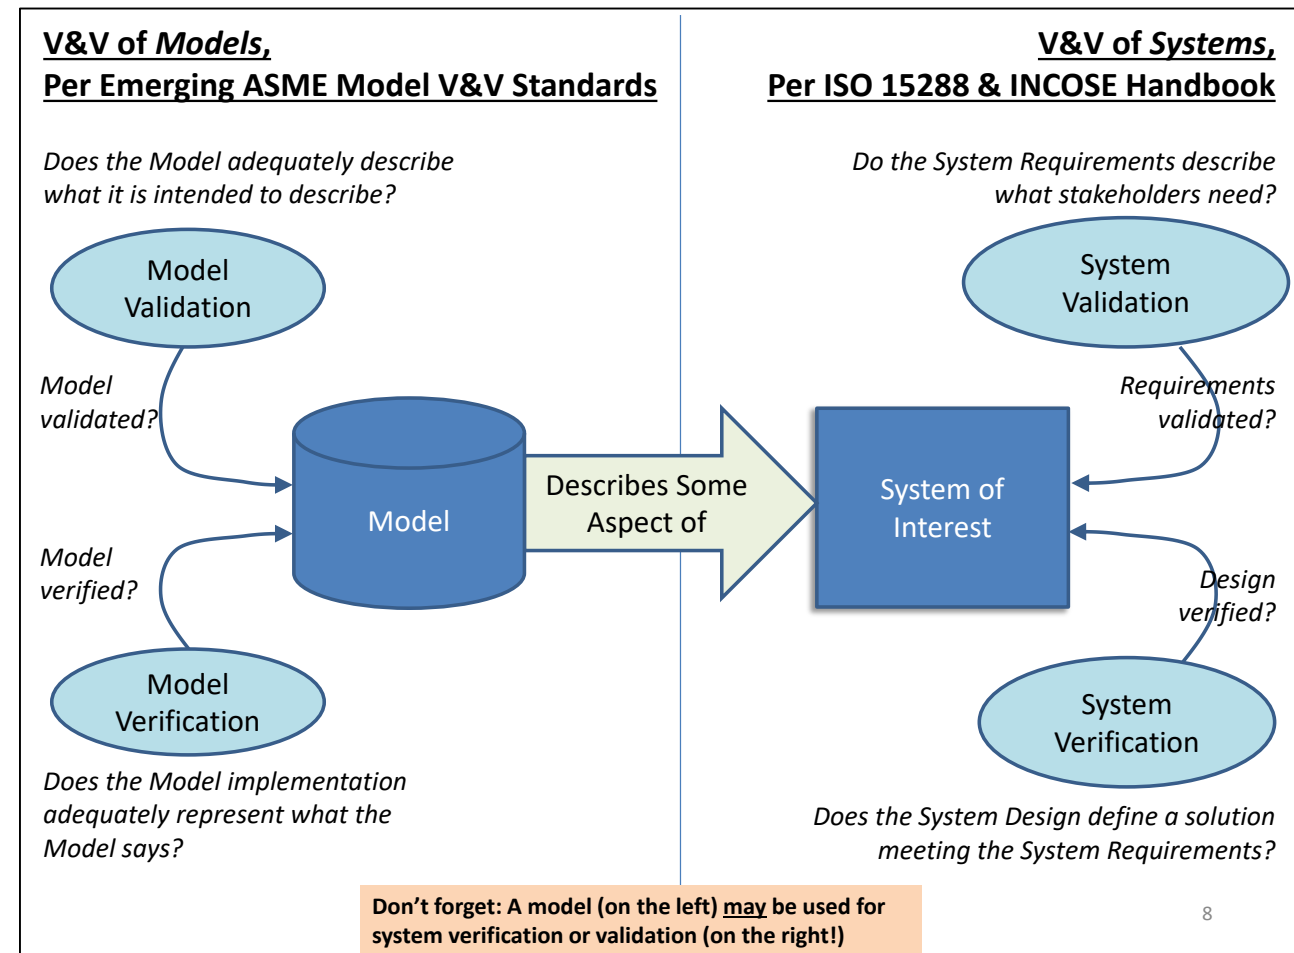 V&V of Models,
Per Emerging ASME Model V&V Standards
Does the Model adequately describe
what it is intended to describe?
Model
Validation
Model
validated?
Model
Model
verified?
Model
Verification
Does the Model implementation
adequately represent what the
Model says?
Describes Some
Aspect of
V&V of Systems,
Per ISO 15288 & INCOSE Handbook
Do the System Requirements describe
what stakeholders need?
System
Validation
Requirements
validated?
System of
Interest
Design
verified?
System
Verification
Does the System Design define a solution
meeting the System Requirements?
Don't forget: A model (on the left) may be used for
system verification or validation (on the right!)
8